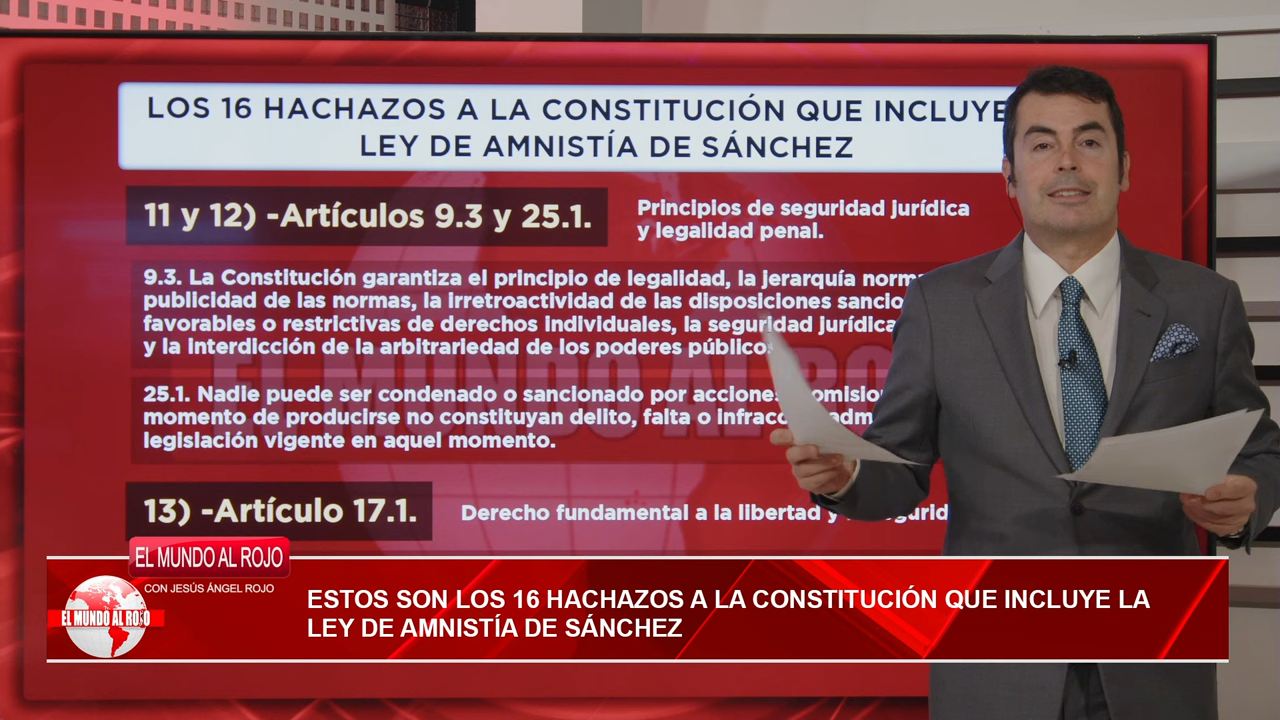 LOS 16 HACHAZOS A LA CONSTITUCIÓN QUE INCLUYE
LEY DE AMNISTÍA DE SÁNCHEZ
11 y 12) -Artículos 9.3 y 25.1.
Principios de seguridad jurídica
y legalidad penal.
9.3. La Constitución garantiza el principio de legalidad, la jerarquía
publicidad de las normas, la irretroactividad de las disposiciones
favorables o restrictivas de derechos individuales, la seguridad jurídica
y la interdicción de la arbitrariedad de los poderes
25.1. Nadie puede ser condenado o sancionado por
momento de producirse no constituyan delito, falta o
legislación vigente en aquel momento.
EL MUNDO AL
13) -Artículo 17.1.
Derecho fundamental a la libertad y
EL MUNDO AL ROJO
CON JESÚS ÁNGEL ROJO
EL MUNDO AL ROJO
ESTOS SON LOS 16 HACHAZOS A LA CONSTITUCIÓN QUE INCLUYE LA
LEY DE AMNISTÍA DE SÁNCHEZ